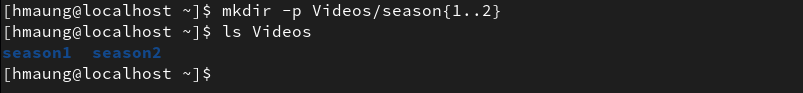 [hmaung@localhost ~]$ mkdir -p Videos/season{1..2}
[hmaung@localhost ~]$ ls Videos
season1  season2
[hmaung@localhost ~]$